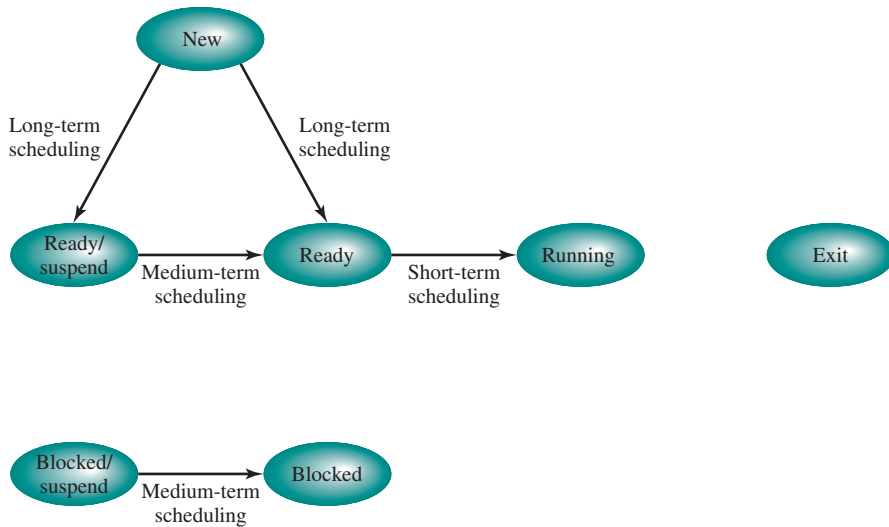 New
Long-term
scheduling
Long-term
scheduling
Ready/
suspend
Medium-term
scheduling
Ready
Short-term
scheduling
Running
Exit
Blocked/
suspend
Medium-term
scheduling
Blocked